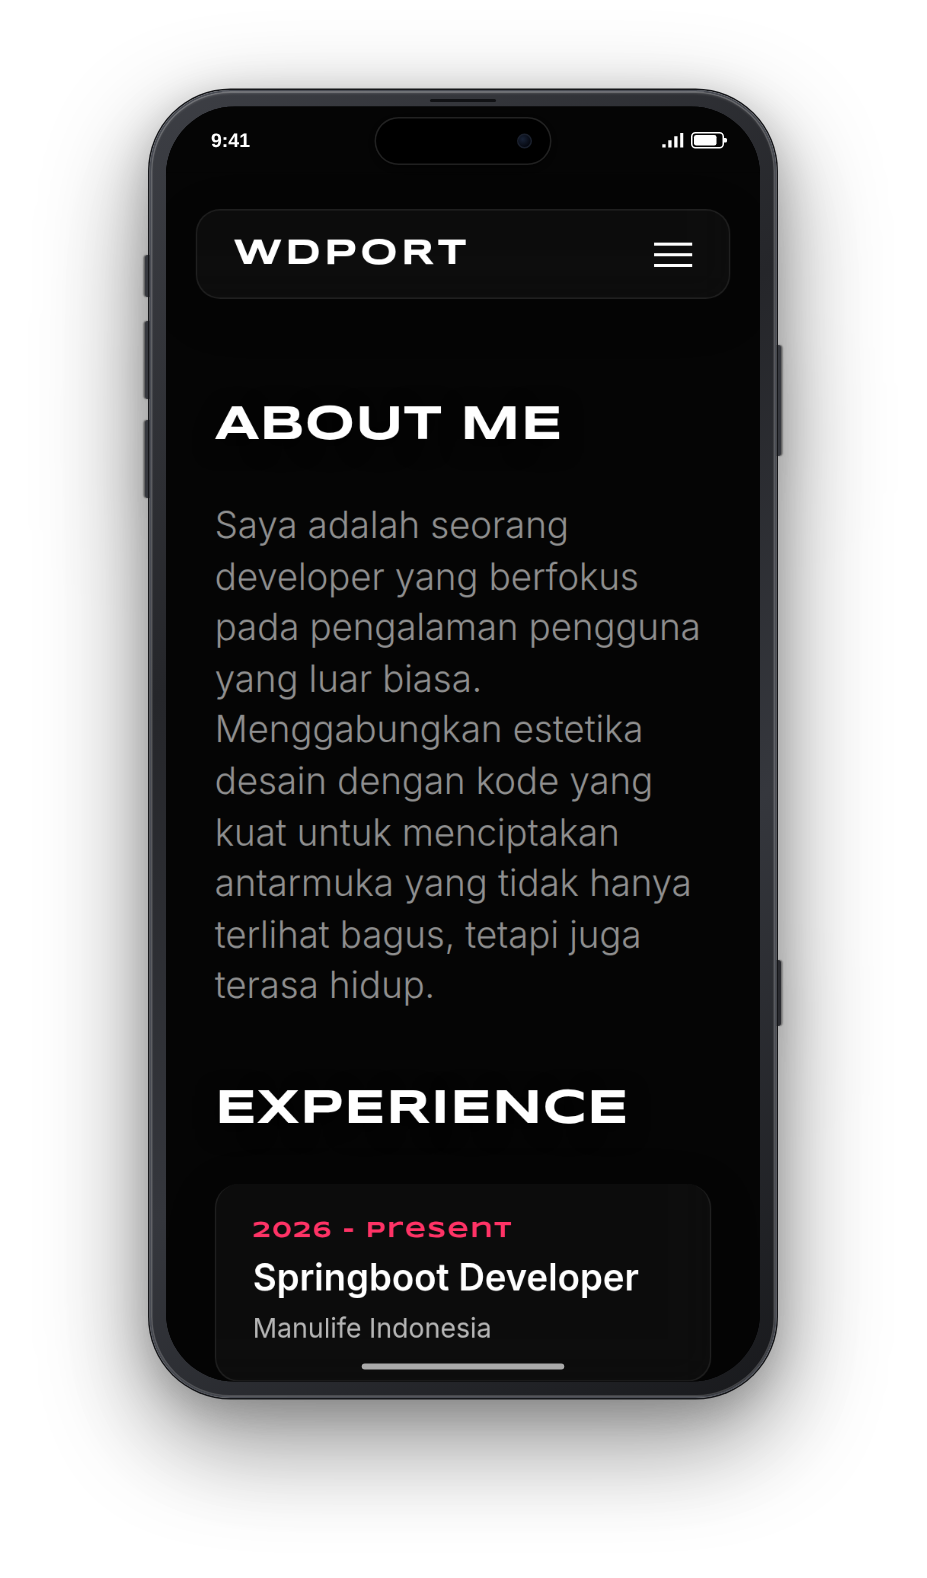 9:41
WDPORT
ABOUT ME
Saya adalah seorang
developer yang berfokus
pada pengalaman pengguna
yang luar biasa.
Menggabungkan estetika
desain dengan kode yang
kuat untuk menciptakan
antarmuka yang tidak hanya
terlihat bagus, tetapi juga
terasa hidup.
EXPERIENCE
2026 - Present
Springboot Developer
Manulife Indonesia